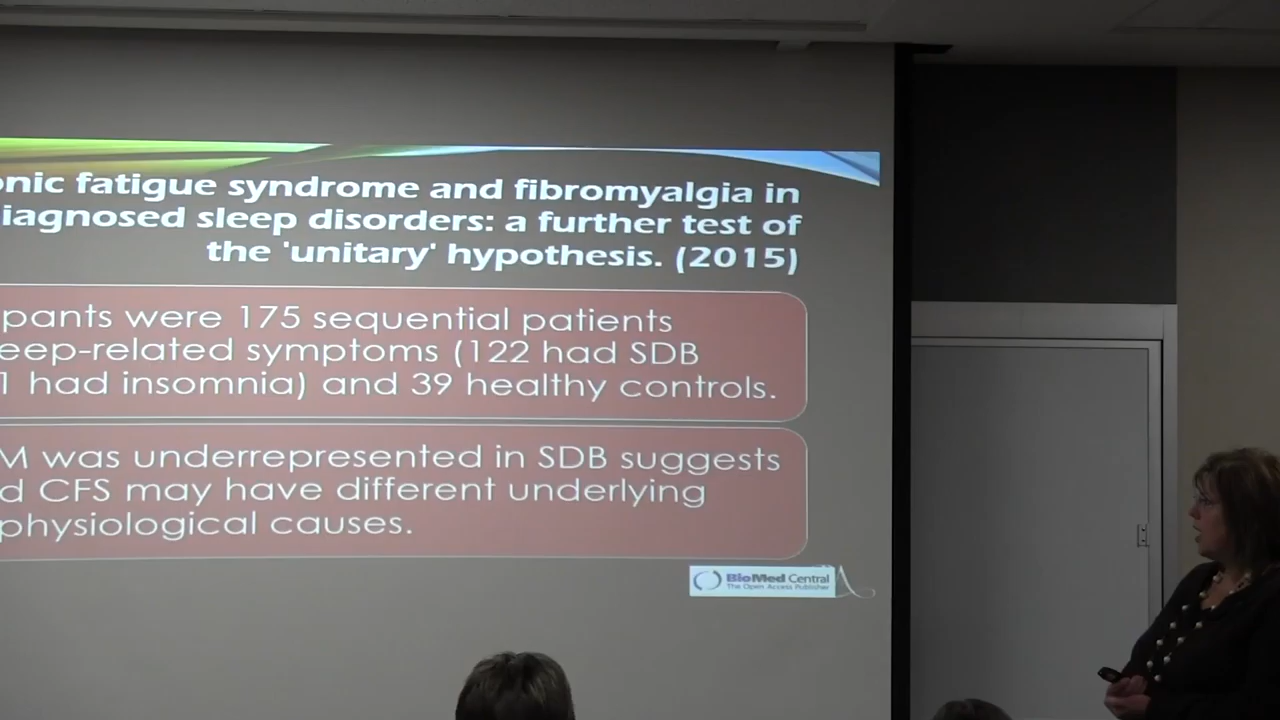 onic fatigue syndrome and fibromyalgia in
iagnosed sleep disorders: a further test of
the 'unitary' hypothesis. (2015)
pants were 175 sequential patients
eep-related symptoms (122 had SDB
1 had insomnia) and 39 healthy controls.
M was underrepresented in SDB suggests
d CFS may have different underlying
physiological causes.
BioMed Central
The Open Access Publisher